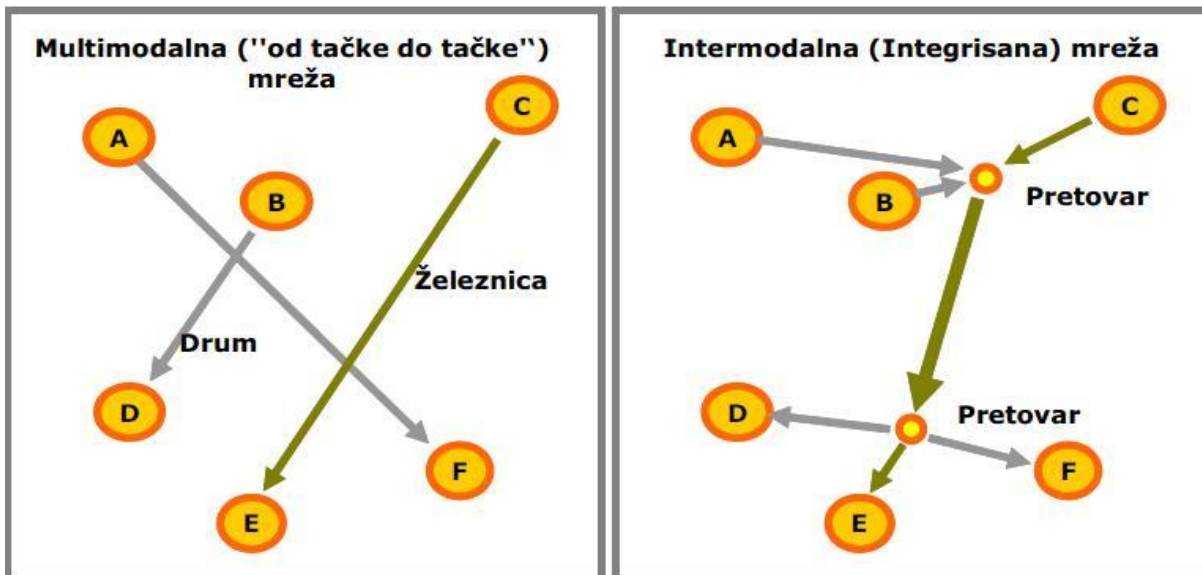 Multimodalna (''od tačke do tačke'‵)
mreža
C
A
B
Železnica
Drum
D
F
E
Intermodalna (Integrisana) mreža
C
A
B
Pretovar
D
Pretovar
F
E